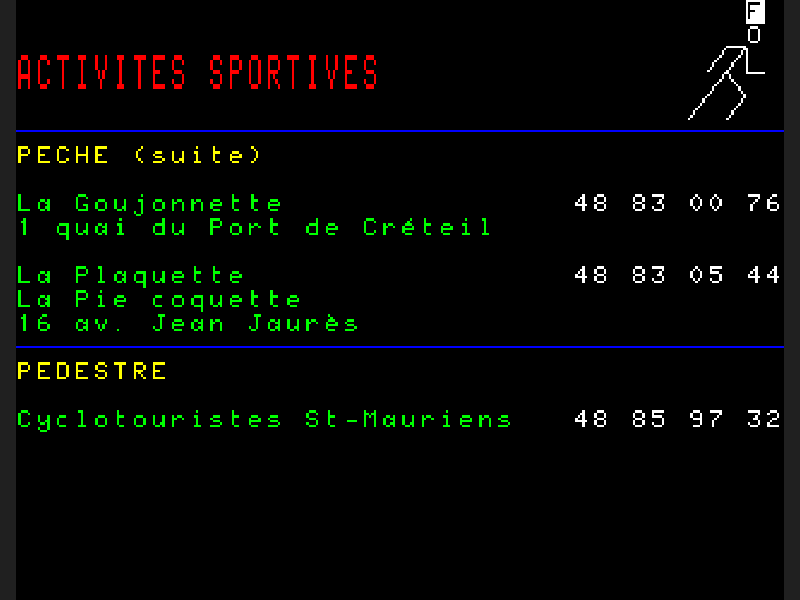 F
ACTIVITES SPORTIVES
PECHE (suite)
La Goujonnette 48 83 00 76
1 quai du Port de Créteil
La Plaquette 48 83 05 44
La Pie coquette
16 av. Jean Jaurès
PEDESTRE
Cyclotouristes St-Mauriens 48 85 97 32